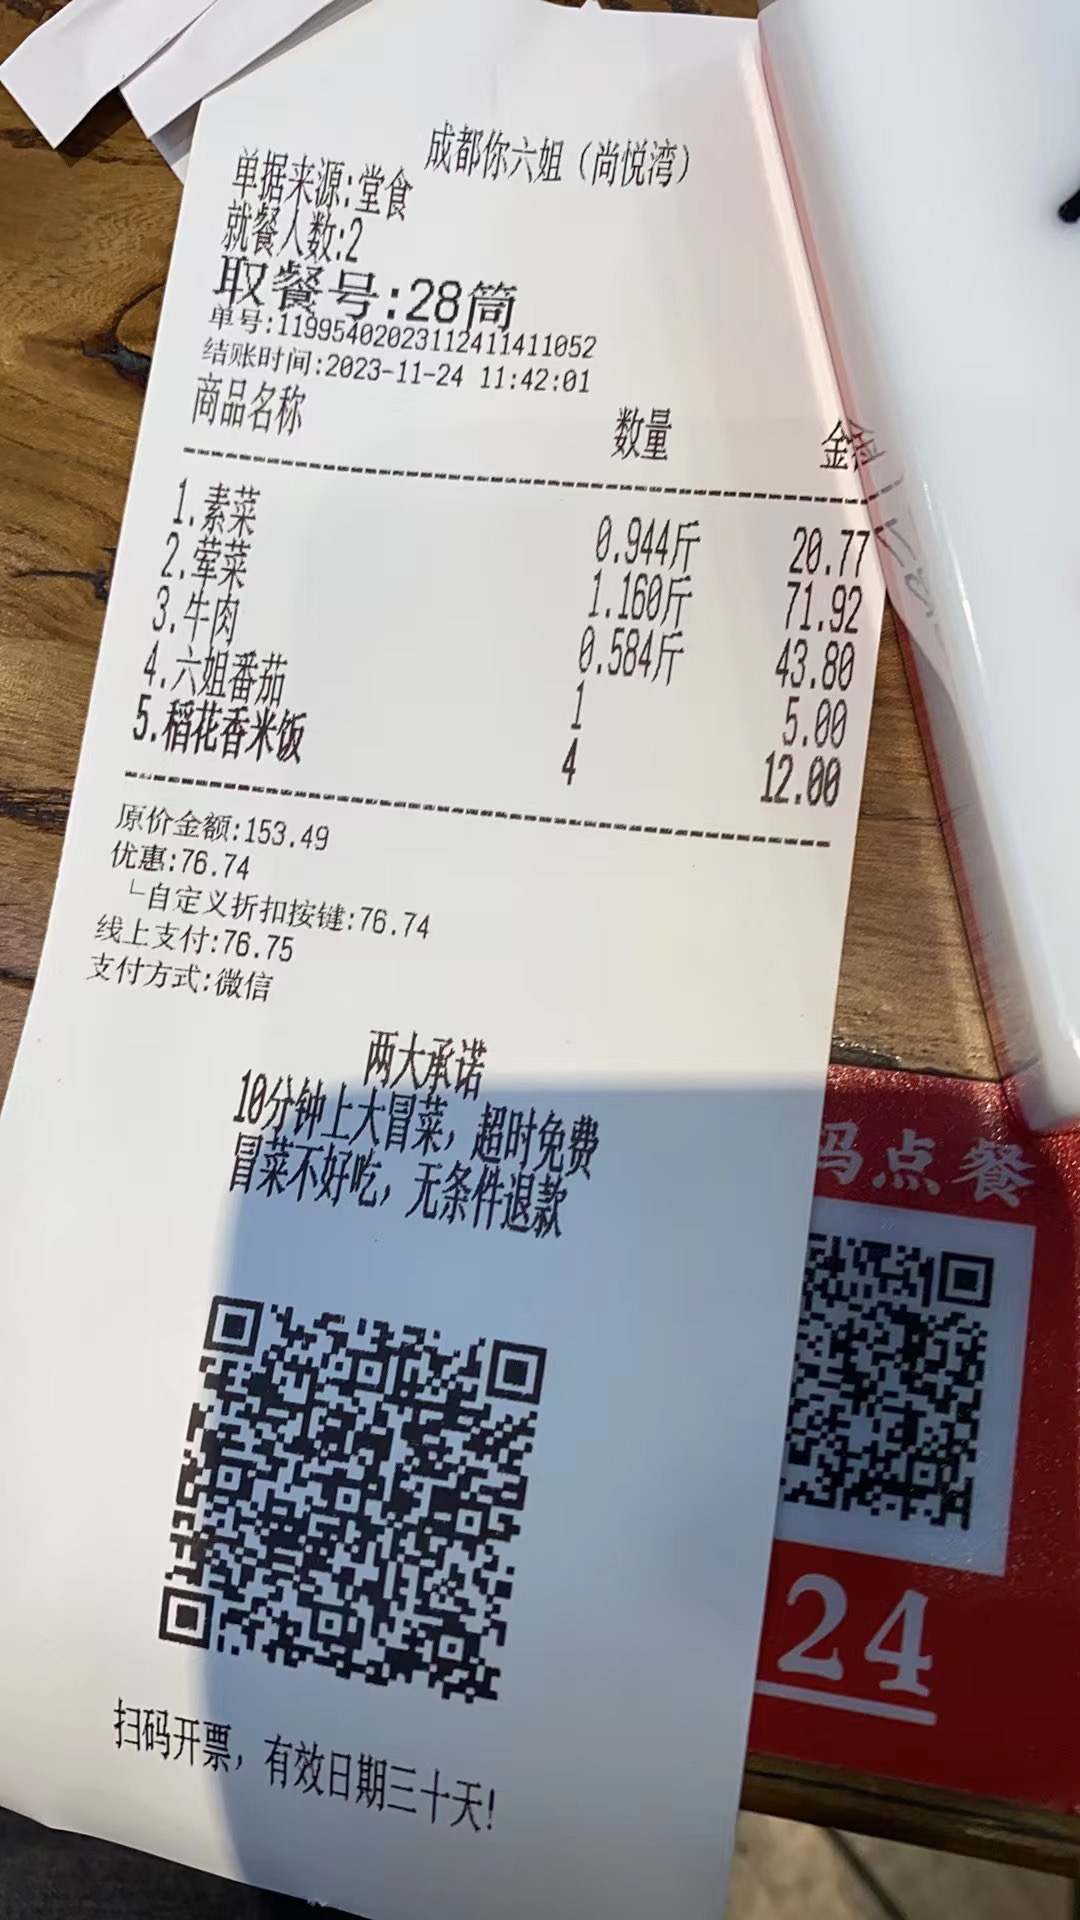 成都你六姐（尚悦湾）
单据来源:堂食
就餐人数:2
取餐号:28筒
单号:11995402023112411411052
结账时间:2023-11-24 11:42:01
商品名称 数量 金
1.素菜 0.944斤 20.77
2.荤菜 1.160斤 71.92
3.牛肉 0.584斤 43.80
4.六姐番茄 1 5.00
5.稻花香米饭 4 12.00
原价金额:153.49
优惠:76.74
└自定义折扣按键:76.74
线上支付:76.75
支付方式:微信
两大承诺
10分钟上大冒菜，超时免费
冒菜不好吃，无条件退款
扫码开票，有效日期三十天!
码点餐
24